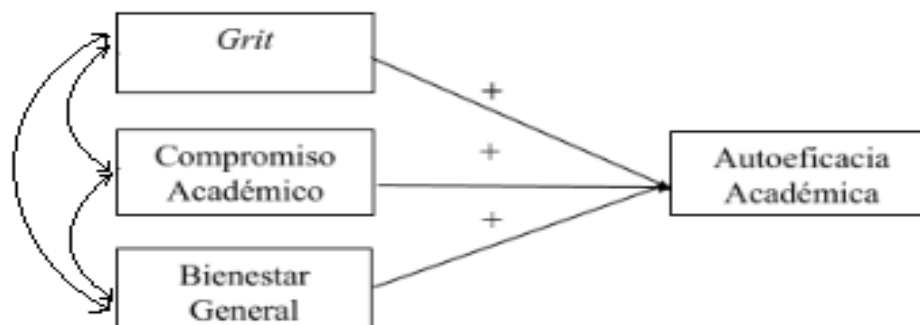 Grit
+
Compromiso
Académico
+
Autoeficacia
Académica
+
Bienestar
General